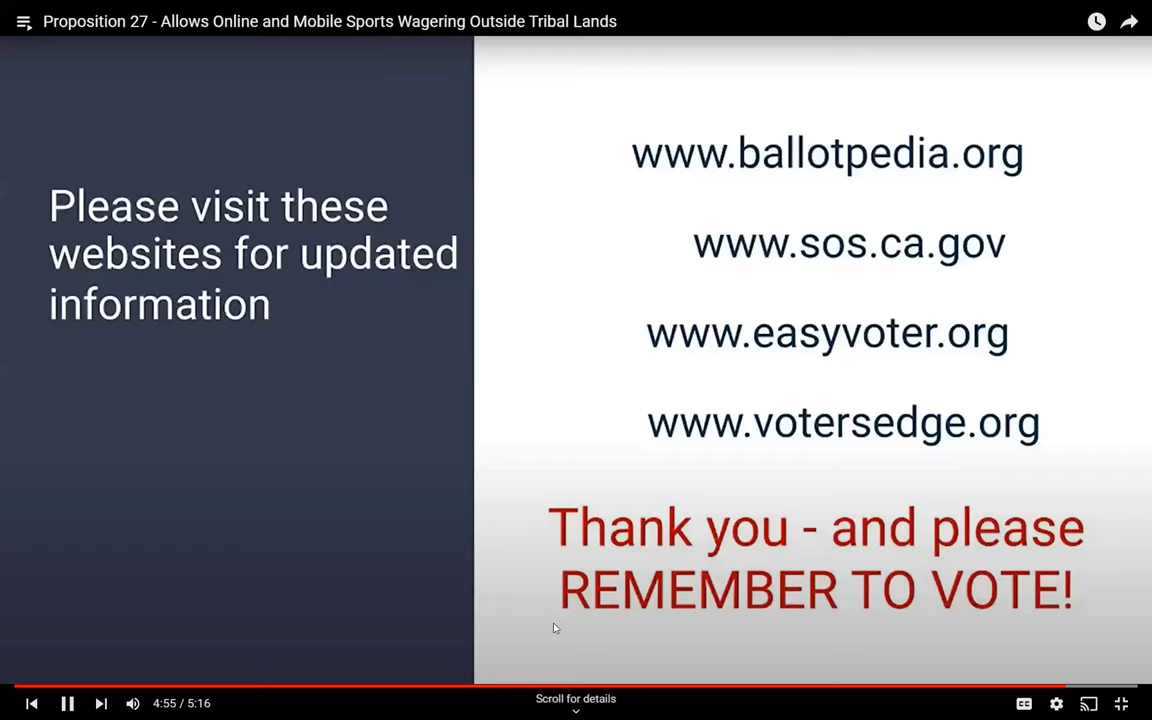 Proposition 27 - Allows Online and Mobile Sports Wagering Outside Tribal Lands
Please visit these
websites for updated
information
www.ballotpedia.org
www.sos.ca.gov
www.easyvoter.org
www.votersedge.org
Thank you - and please
REMEMBER TO VOTE!
4:55 / 5:16
Scroll for details
CC